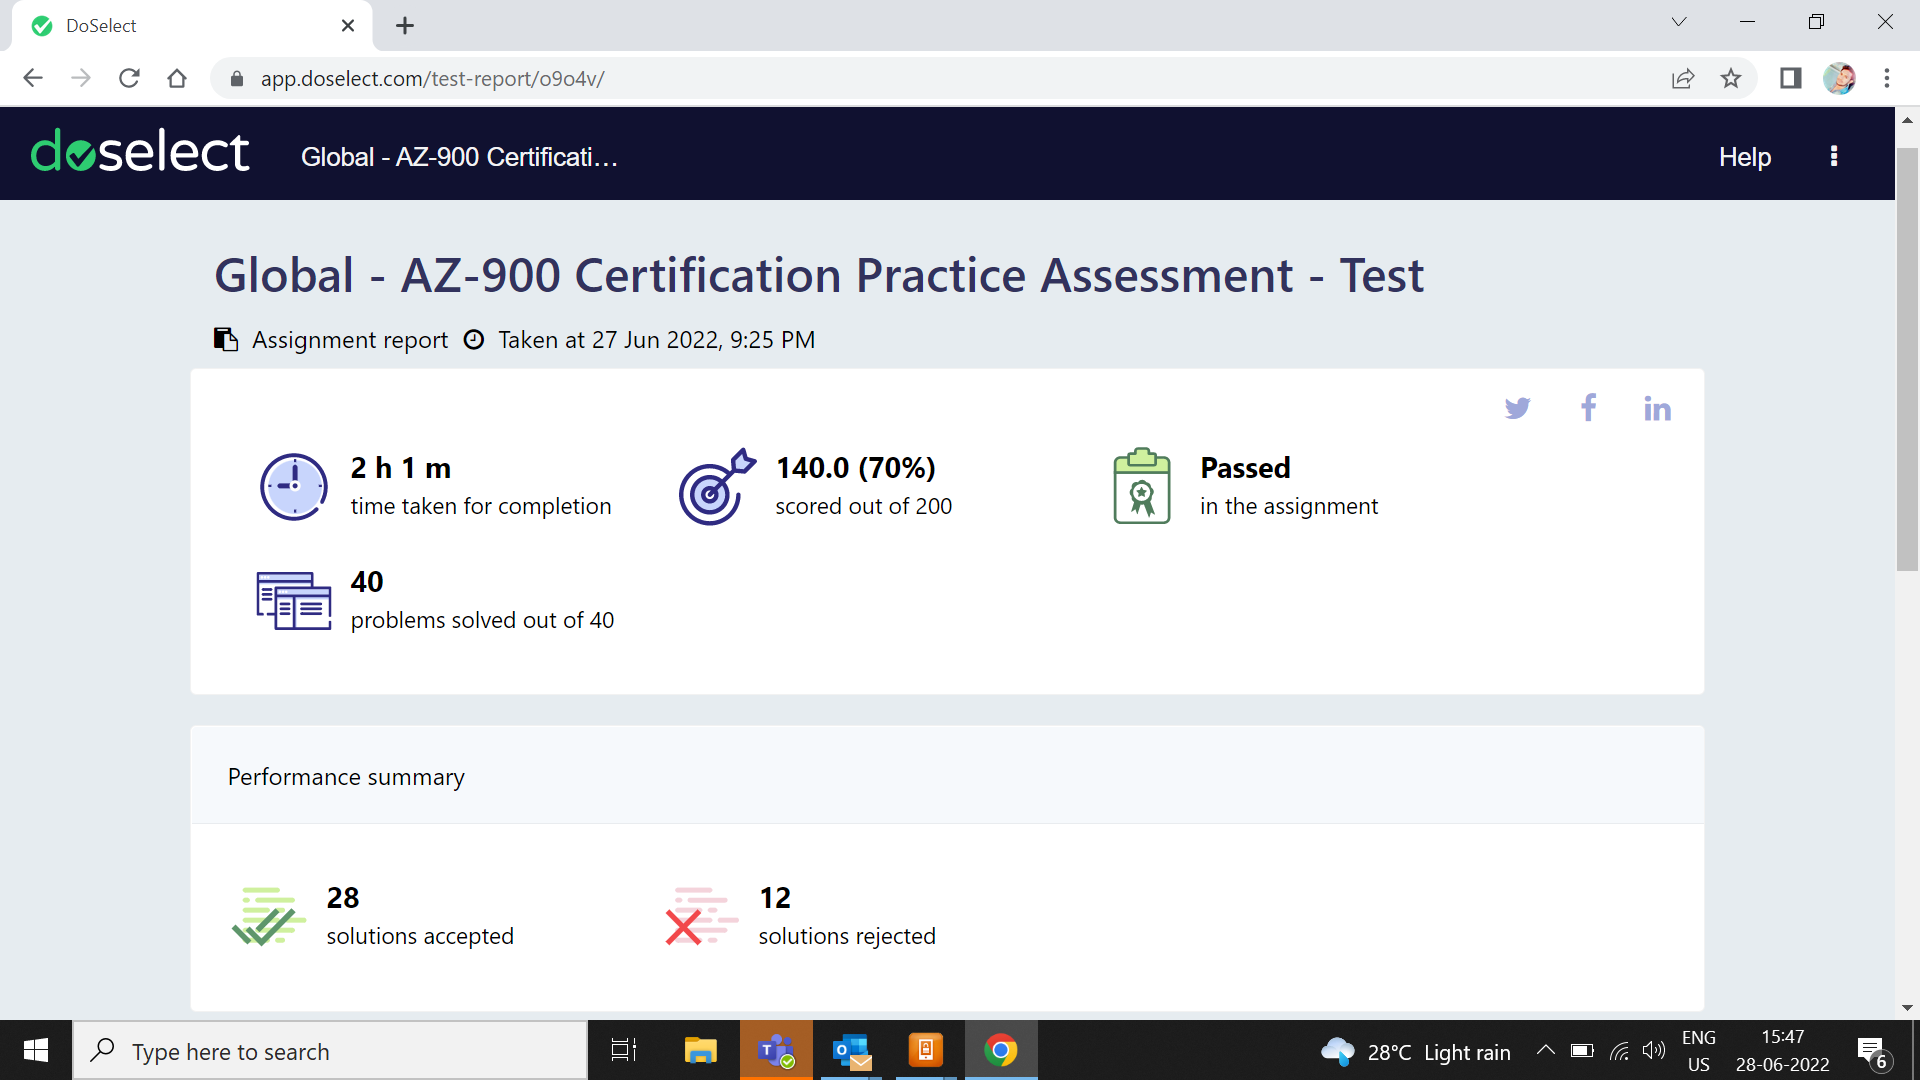 DoSelect
app.doselect.com/test-report/o9o4v/
doselect
Global - AZ-900 Certificati...
Help
Global - AZ-900 Certification Practice Assessment - Test
Assignment report Taken at 27 Jun 2022, 9:25 PM
2 h 1 m
time taken for completion
140.0 (70%)
scored out of 200
Passed
in the assignment
40
problems solved out of 40
Performance summary
28
solutions accepted
12
solutions rejected
Type here to search
28°C Light rain
ENG
US
15:47
28-06-2022
6